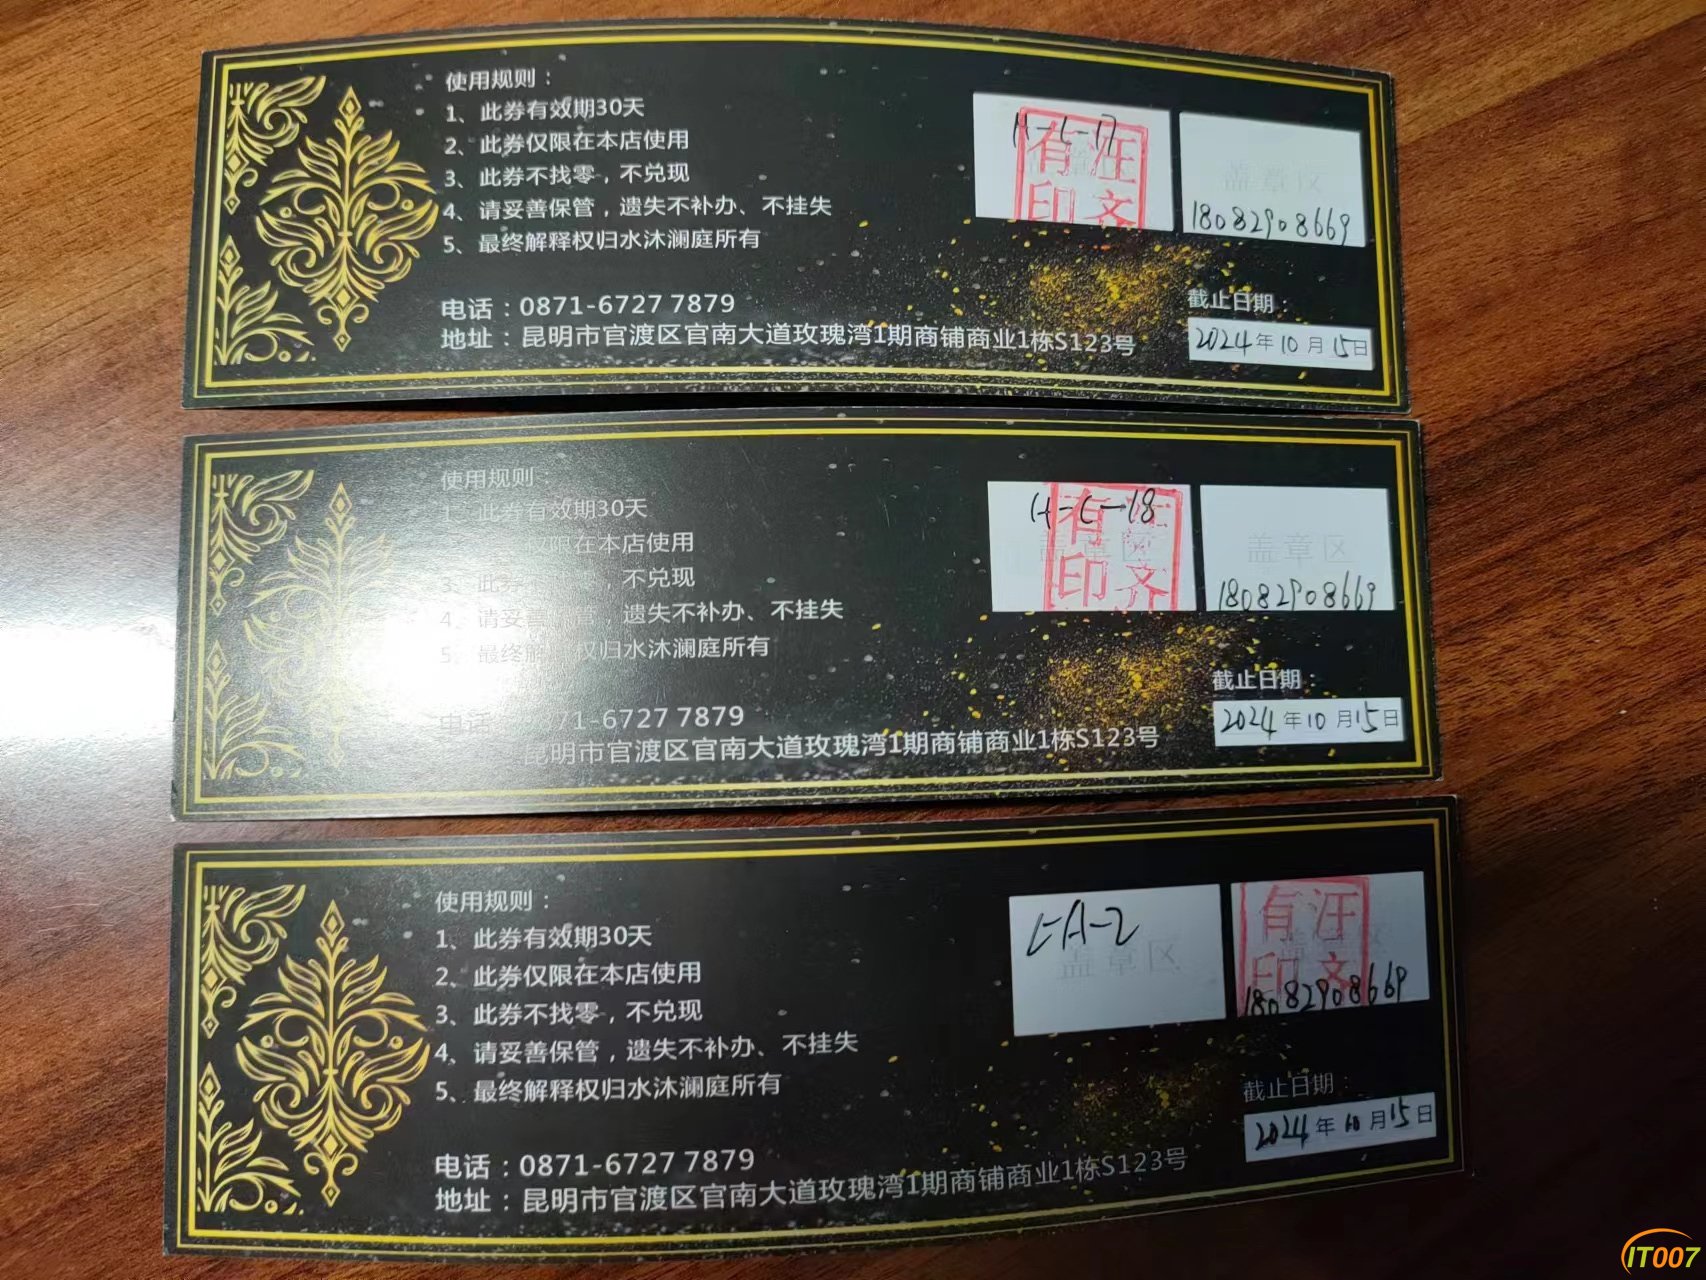 使用规则：
1、此券有效期30天
2、此券仅限在本店使用
3、此券不找零，不兑现
4、请妥善保管，遗失不补办、不挂失
5、最终解释权归水沐澜庭所有
电话：0871-6727 7879
地址：昆明市官渡区官南大道玫瑰湾1期商铺商业1栋S123号
H-C-17
有汪
印齐
盖章区
18082908669
截止日期：
2024年10月15日
使用规则：
1、此券有效期30天
仅限在本店使用
3、此券 ，不兑现
4、请妥善 管，遗失不补办、不挂失
5、最终解 权归水沐澜庭所有
电话 0871-6727 7879
昆明市官渡区官南大道玫瑰湾1期商铺商业1栋S123号
H-C-18
有汪
印齐
盖章区
盖章区
18082908669
截止日期：
2024年10月15日
使用规则：
1、此券有效期30天
2、此券仅限在本店使用
3、此券不找零，不兑现
4、请妥善保管，遗失不补办、不挂失
5、最终解释权归水沐澜庭所有
电话：0871-6727 7879
地址：昆明市官渡区官南大道玫瑰湾1期商铺商业1栋S123号
-A-2
盖章区
有汪
印齐
18082908669
截止日期：
2024年10月15日
IT007